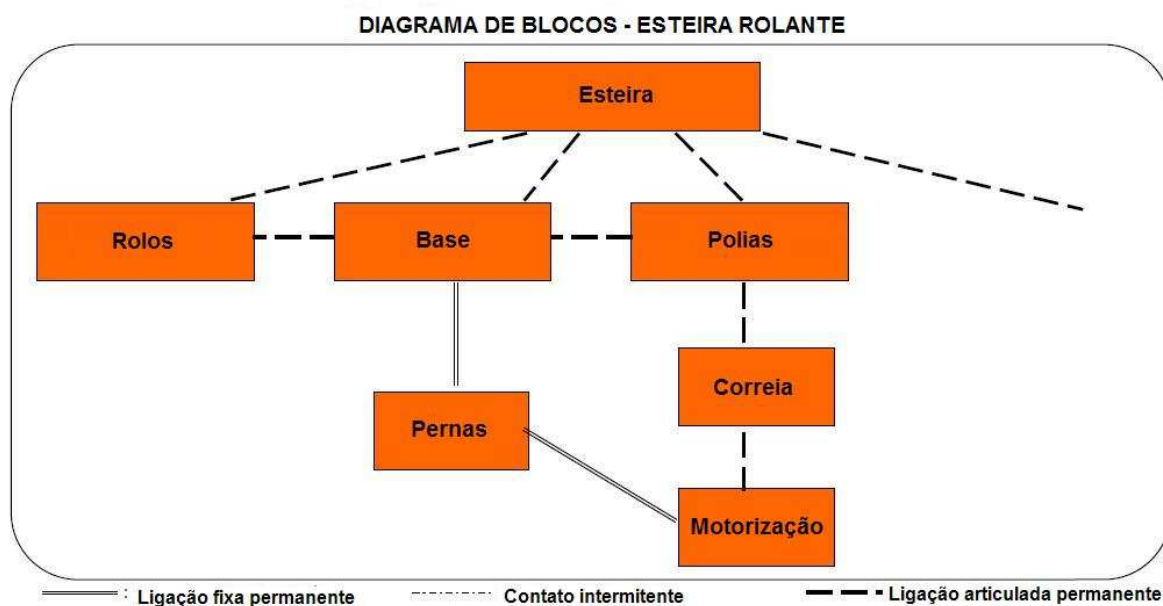 DIAGRAMA DE BLOCOS - ESTEIRA ROLANTE
Esteira
Rolos
Base
Polias
Correia
Pernas
Motorização
: Ligação fixa permanente
Contato intermitente
Ligação articulada permanente